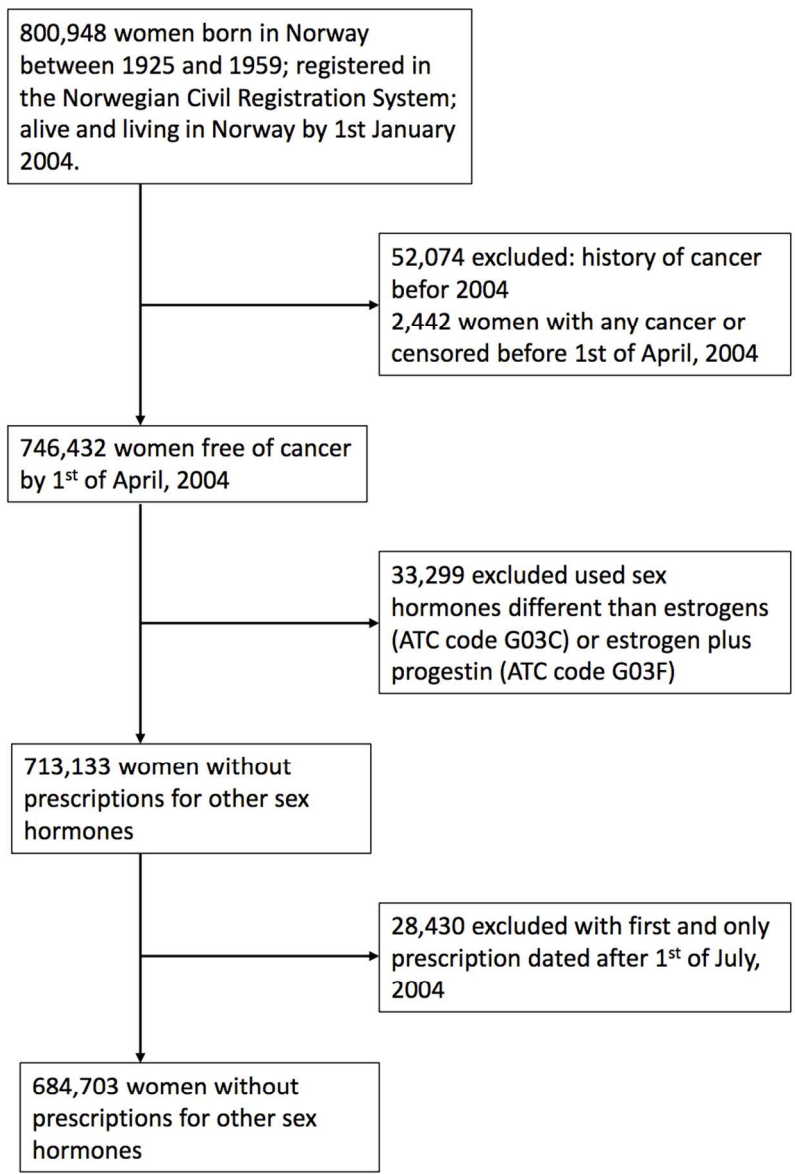 800,948 women born in Norway
between 1925 and 1959; registered in
the Norwegian Civil Registration System;
alive and living in Norway by 1st January
2004.
52,074 excluded: history of cancer
befor 2004
2,442 women with any cancer or
censored before 1st of April, 2004
746,432 women free of cancer
by 1st of April, 2004
33,299 excluded used sex
hormones different than estrogens
(ATC code G03C) or estrogen plus
progestin (ATC code G03F)
713,133 women without
prescriptions for other sex
hormones
28,430 excluded with first and only
prescription dated after 1st of July,
2004
684,703 women without
prescriptions for other sex
hormones